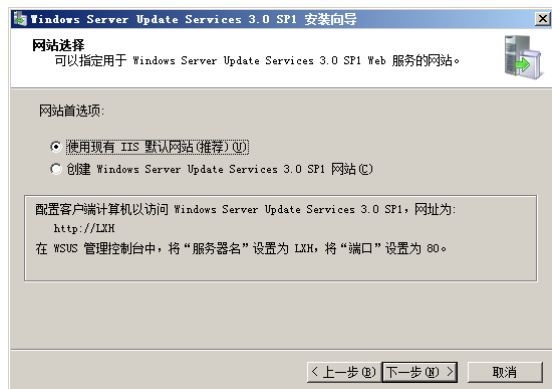 Windows Server Update Services 3.0 SP1 安装向导
网站选择
可以指定用于 Windows Server Update Services 3.0 SP1 Web 服务的网站。
网站首选项:
使用现有 IIS 默认网站(推荐)(U)
创建 Windows Server Update Services 3.0 SP1 网站(C)
配置客户端计算机以访问 Windows Server Update Services 3.0 SP1，网址为:
http://LXH
在 WSUS 管理控制台中，将“服务器名”设置为 LXH，将“端口”设置为 80。
< 上一步(B) 下一步(N) > 取消